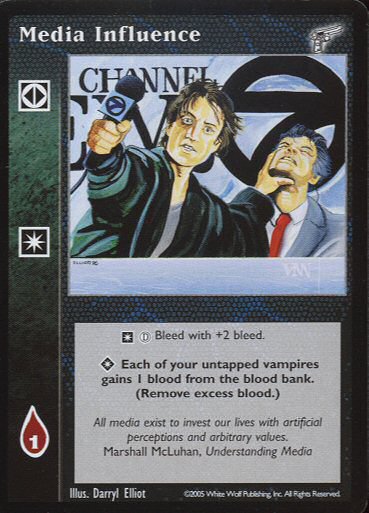 Media Influence
CHANNEL
ELLIOTT 95
D Bleed with +2 bleed.
Each of your untapped vampires
gains 1 blood from the blood bank.
(Remove excess blood.)
All media exist to invest our lives with artificial
perceptions and arbitrary values.
Marshall McLuhan, Understanding Media
1
Illus. Darryl Elliot
©2005 White Wolf Publishing, Inc. All Rights Reserved.